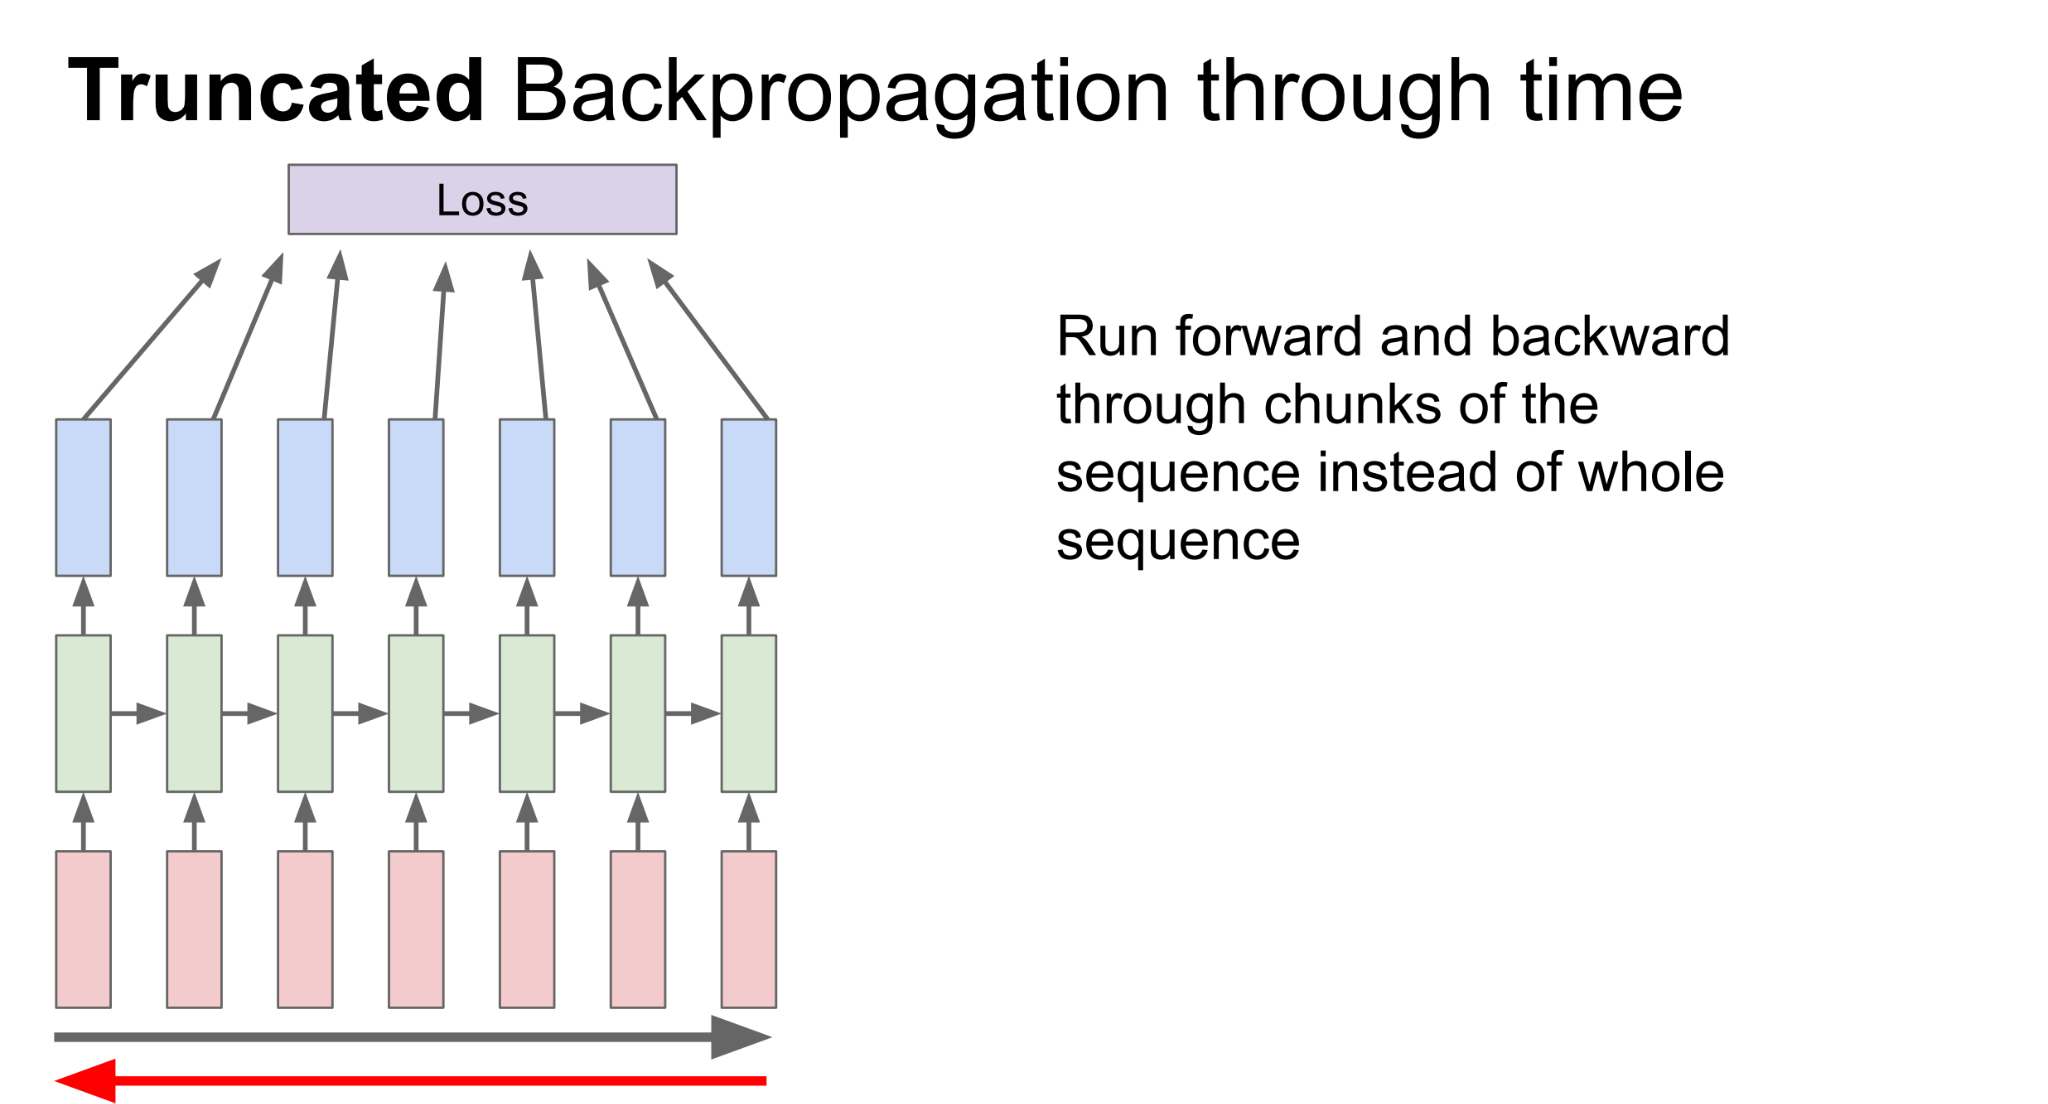 Truncated Backpropagation through time
Loss
Run forward and backward
through chunks of the
sequence instead of whole
sequence